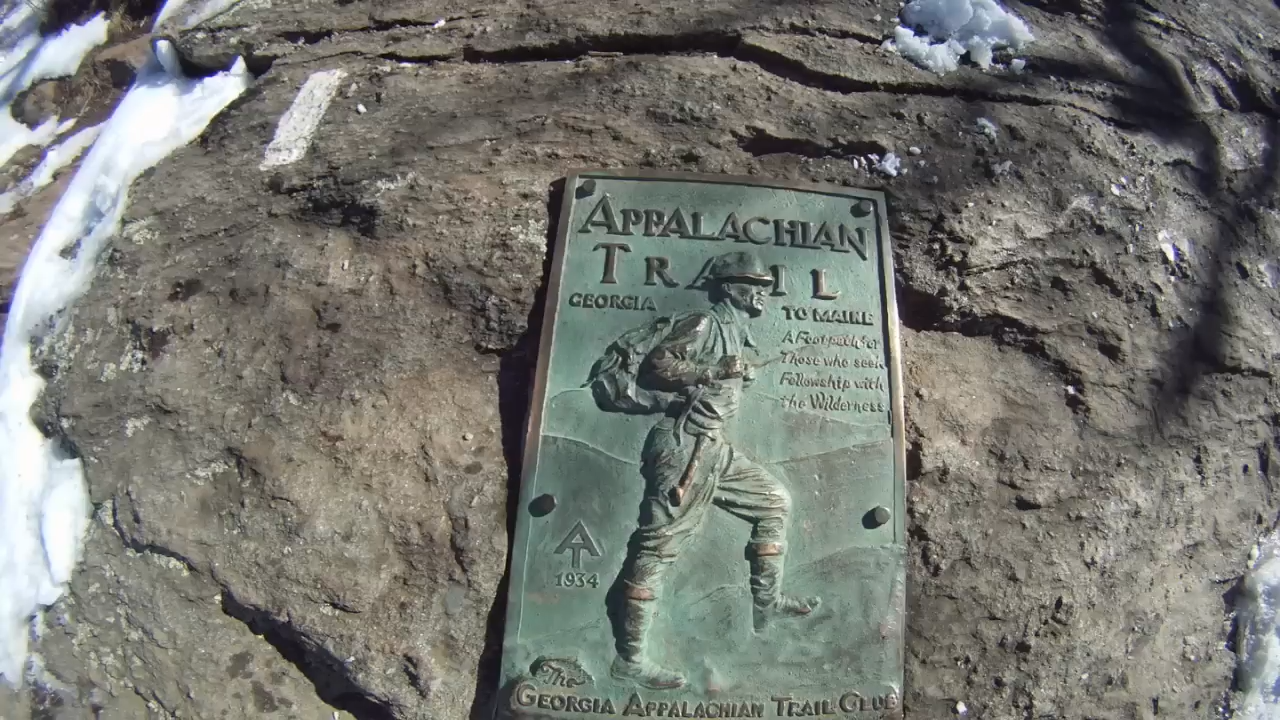 APPALACHIAN
TRAIL
GEORGIA TO MAINE
A Footpath for
Those who seek
Fellowship with
the Wilderness
AT
1934
The
GEORGIA APPALACHIAN TRAIL CLUB